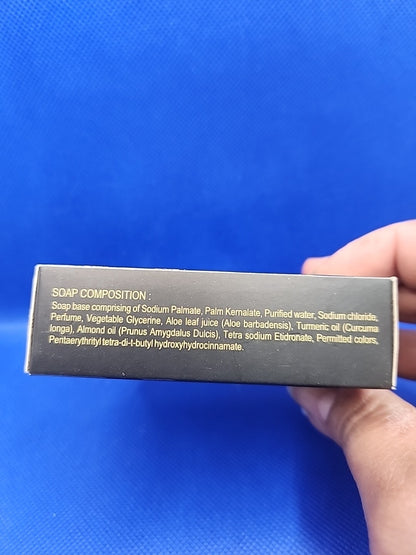 SOAP COMPOSITION :
Soap base comprising of Sodium Palmate, Palm Kernalate, Purified water, Sodium chloride,
Perfume, Vegetable Glycerine, Aloe leaf juice (Aloe barbadensis), Turmeric oil (Curcuma
longa), Almond oil (Prunus Amygdalus Dulcis), Tetra sodium Etidronate, Permitted colors,
Pentaerythrityl tetra-di-t-butyl hydroxyhydrocinnamate.